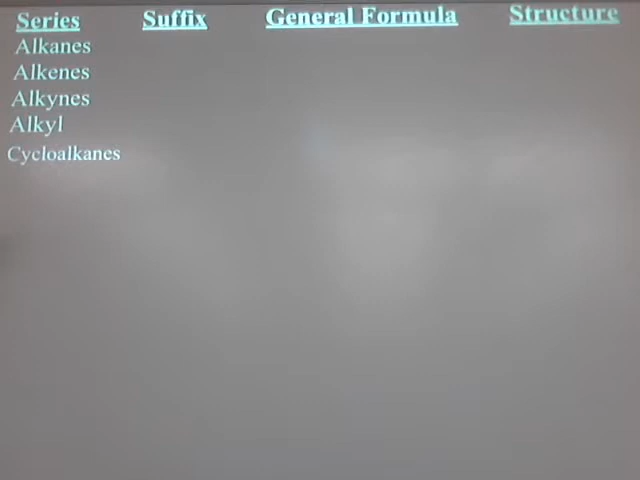 Series Suffix General Formula Structure
Alkanes
Alkenes
Alkynes
Alkyl
Cycloalkanes